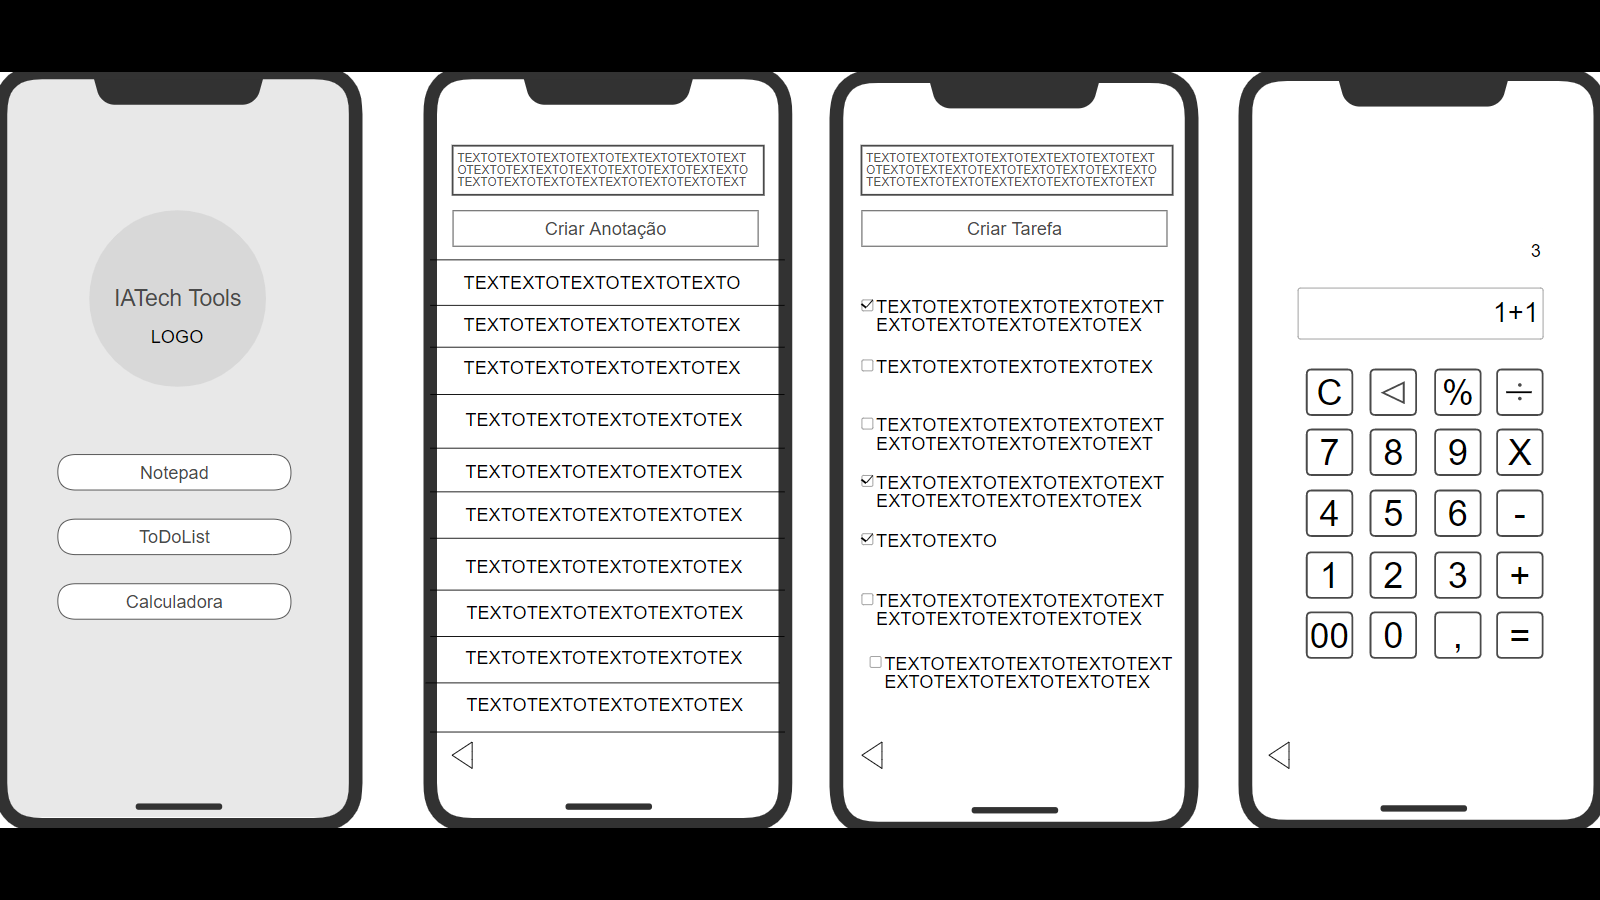 IATech Tools
LOGO
Notepad
ToDoList
Calculadora
TEXTOTEXTOTEXTOTEXTOTEXTEXTOTEXTOTEXT
OTEXTOTEXTEXTOTEXTOTEXTOTEXTOTEXTEXTO
TEXTOTEXTOTEXTOTEXTEXTOTEXTOTEXTOTEXT
Criar Anotação
TEXTEXTOTEXTOTEXTOTEXTO
TEXTOTEXTOTEXTOTEXTOTEX
TEXTOTEXTOTEXTOTEXTOTEX
TEXTOTEXTOTEXTOTEXTOTEX
TEXTOTEXTOTEXTOTEXTOTEX
TEXTOTEXTOTEXTOTEXTOTEX
TEXTOTEXTOTEXTOTEXTOTEX
TEXTOTEXTOTEXTOTEXTOTEX
TEXTOTEXTOTEXTOTEXTOTEX
TEXTOTEXTOTEXTOTEXTOTEX
TEXTOTEXTOTEXTOTEXTOTEXTEXTOTEXTOTEXT
OTEXTOTEXTEXTOTEXTOTEXTOTEXTOTEXTEXTO
TEXTOTEXTOTEXTOTEXTEXTOTEXTOTEXTOTEXT
Criar Tarefa
TEXTOTEXTOTEXTOTEXTOTEXT
EXTOTEXTOTEXTOTEXTOTEX
TEXTOTEXTOTEXTOTEXTOTEX
TEXTOTEXTOTEXTOTEXTOTEXT
EXTOTEXTOTEXTOTEXTOTEXT
TEXTOTEXTOTEXTOTEXTOTEXT
EXTOTEXTOTEXTOTEXTOTEX
TEXTOTEXTO
TEXTOTEXTOTEXTOTEXTOTEXT
EXTOTEXTOTEXTOTEXTOTEX
TEXTOTEXTOTEXTOTEXTOTEXT
EXTOTEXTOTEXTOTEXTOTEX
3
1+1
C % ÷
7 8 9 X
4 5 6 -
1 2 3 +
00 0 , =